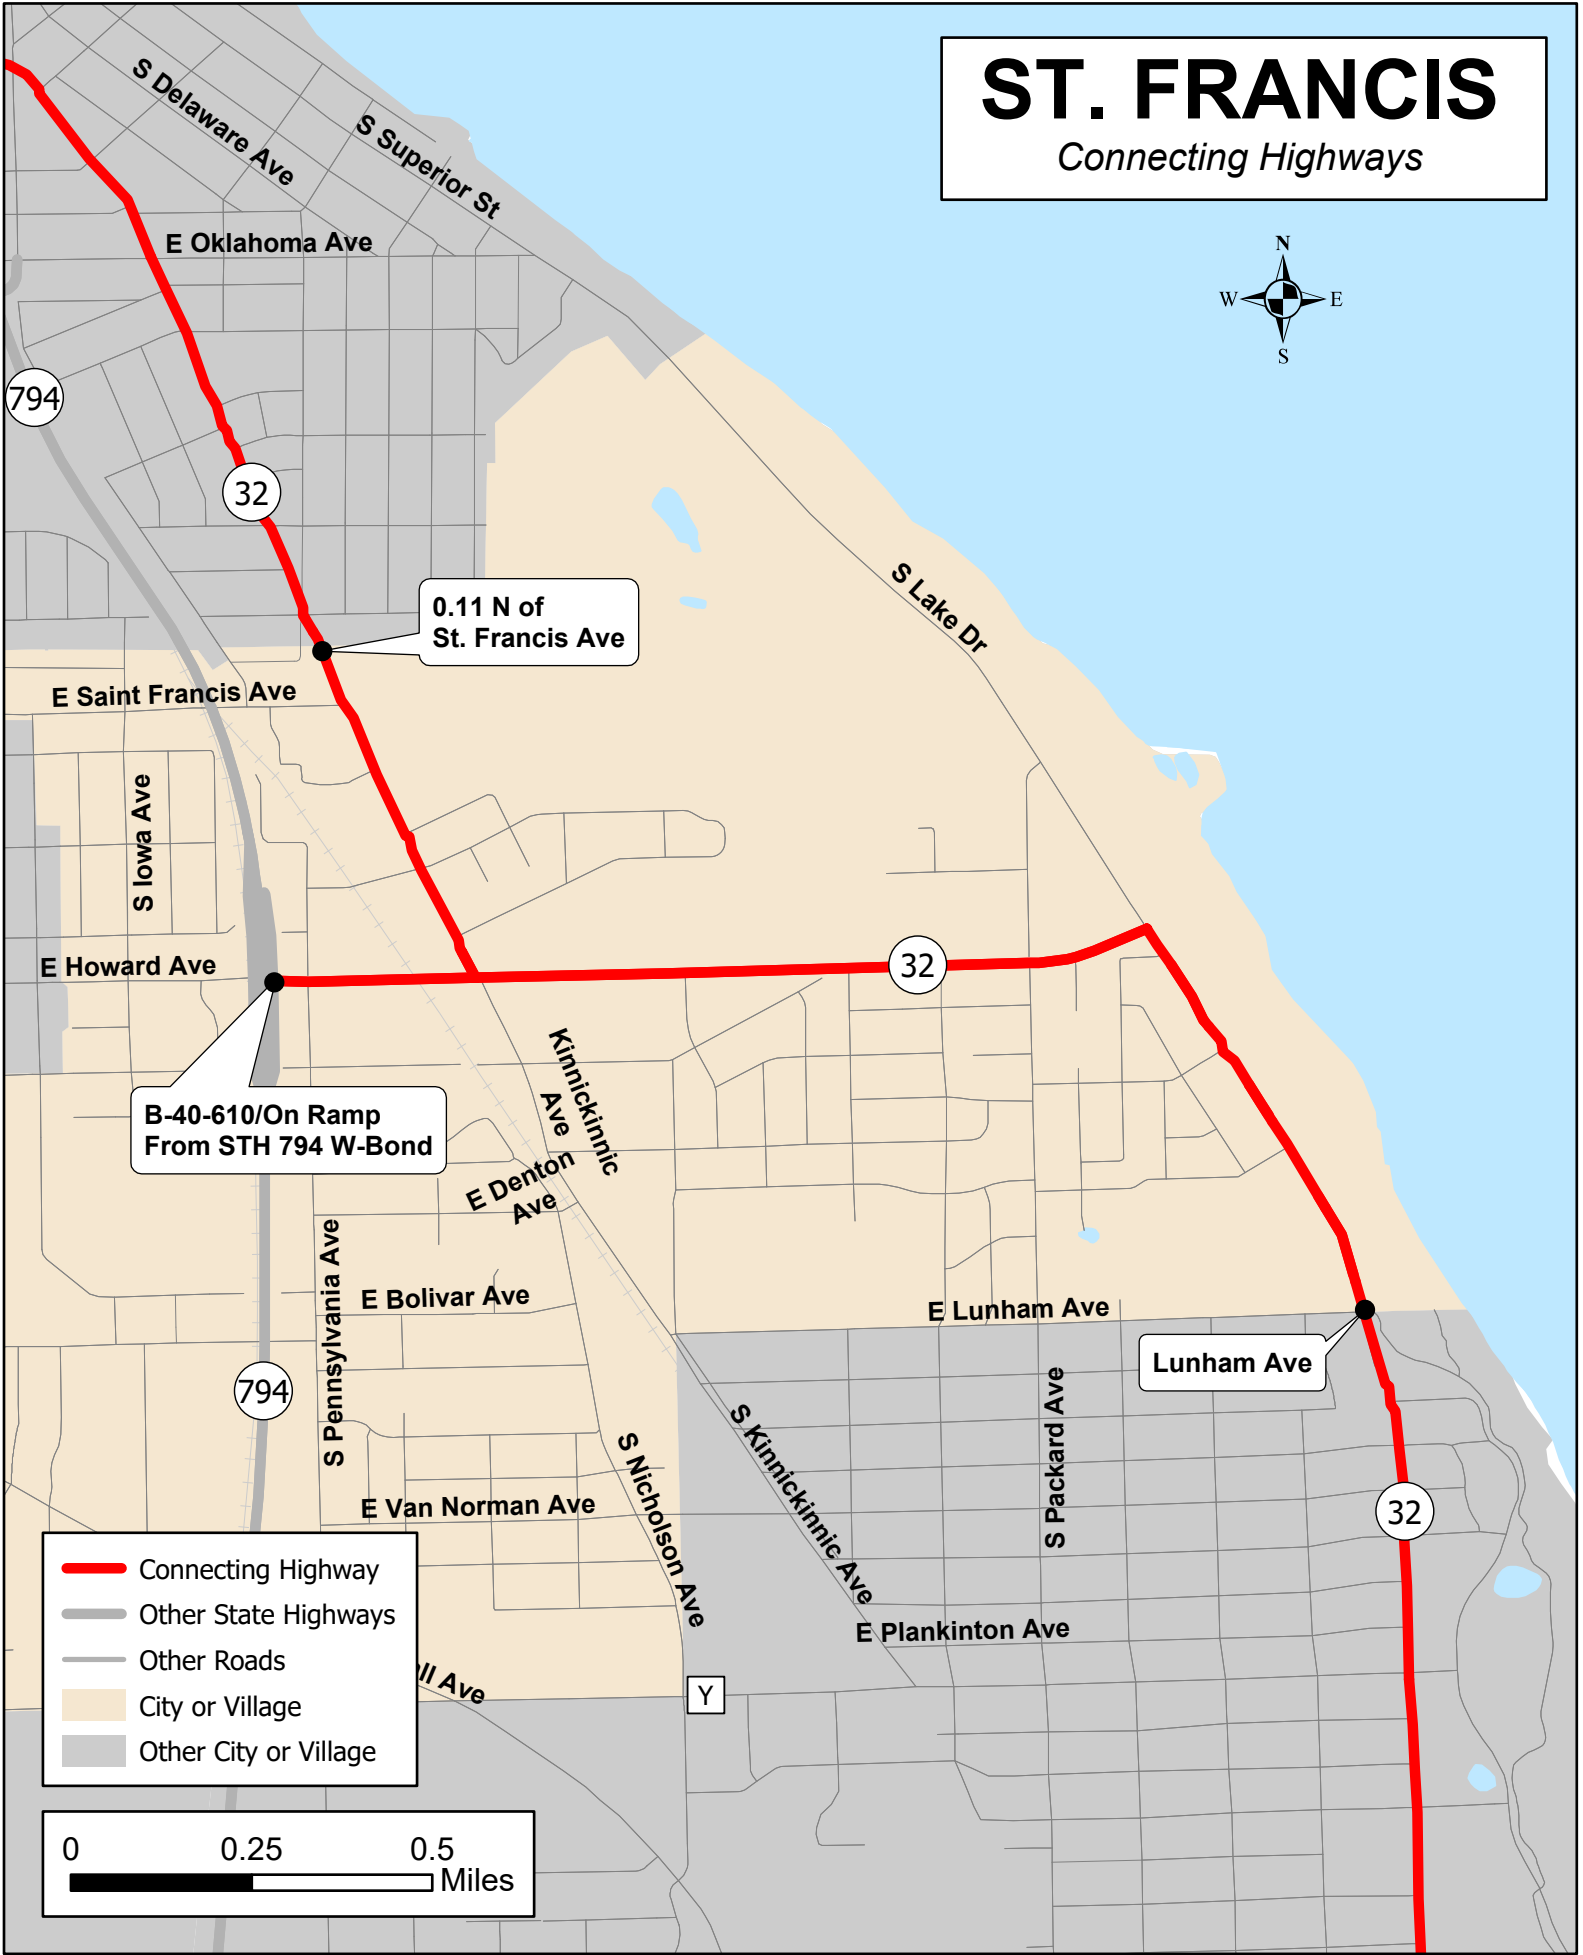 ST. FRANCIS
Connecting Highways
S Delaware Ave
S Superior St
E Oklahoma Ave
N
W
E
S
794
32
0.11 N of
St. Francis Ave
S Lake Dr
E Saint Francis Ave
S Iowa Ave
E Howard Ave
32
Kinnickinnic
Ave
B-40-610/On Ramp
From STH 794 W-Bond
E Denton
Ave
S Pennsylvania Ave
E Bolivar Ave
E Lunham Ave
Lunham Ave
794
S Packard Ave
S Kinnickinnic Ave
S Nicholson Ave
E Van Norman Ave
32
E Plankinton Ave
Connecting Highway
Other State Highways
Other Roads
City or Village
Other City or Village
Ave
Y
0
0.25
0.5
Miles